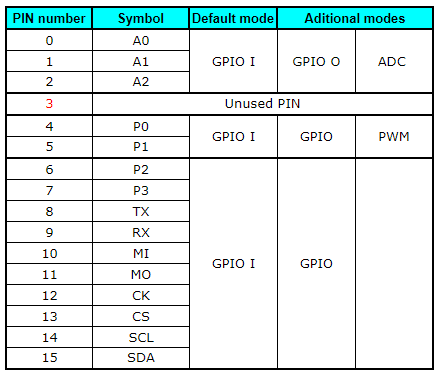 PIN number Symbol Default mode Aditional modes
0 A0
1 A1 GPIO I GPIO O ADC
2 A2
3 Unused PIN
4 P0 GPIO I GPIO PWM
5 P1
6 P2
7 P3
8 TX
9 RX
10 MI GPIO I GPIO
11 MO
12 CK
13 CS
14 SCL
15 SDA